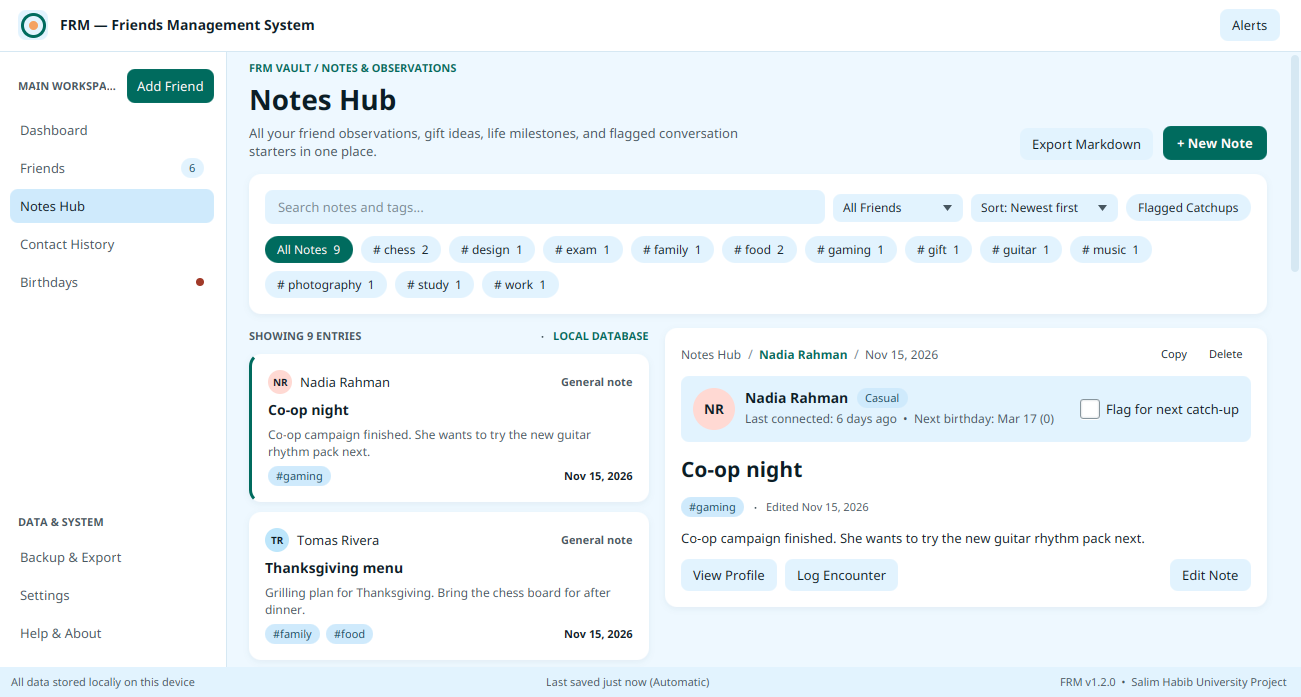 FRM — Friends Management System
Alerts
MAIN WORKSPA...
Add Friend
Dashboard
Friends 6
Notes Hub
Contact History
Birthdays
DATA & SYSTEM
Backup & Export
Settings
Help & About
FRM VAULT / NOTES & OBSERVATIONS
Notes Hub
All your friend observations, gift ideas, life milestones, and flagged conversation
starters in one place.
Export Markdown
+ New Note
Search notes and tags...
All Friends
Sort: Newest first
Flagged Catchups
All Notes 9 # chess 2 # design 1 # exam 1 # family 1 # food 2 # gaming 1 # gift 1 # guitar 1 # music 1
# photography 1 # study 1 # work 1
SHOWING 9 ENTRIES · LOCAL DATABASE
NR Nadia Rahman General note
Co-op night
Co-op campaign finished. She wants to try the new guitar
rhythm pack next.
#gaming Nov 15, 2026
TR Tomas Rivera General note
Thanksgiving menu
Grilling plan for Thanksgiving. Bring the chess board for after
dinner.
#family #food Nov 15, 2026
Notes Hub / Nadia Rahman / Nov 15, 2026
Copy Delete
NR
Nadia Rahman Casual
Last connected: 6 days ago • Next birthday: Mar 17 (0)
Flag for next catch-up
Co-op night
#gaming · Edited Nov 15, 2026
Co-op campaign finished. She wants to try the new guitar rhythm pack next.
View Profile Log Encounter Edit Note
All data stored locally on this device
Last saved just now (Automatic)
FRM v1.2.0 • Salim Habib University Project